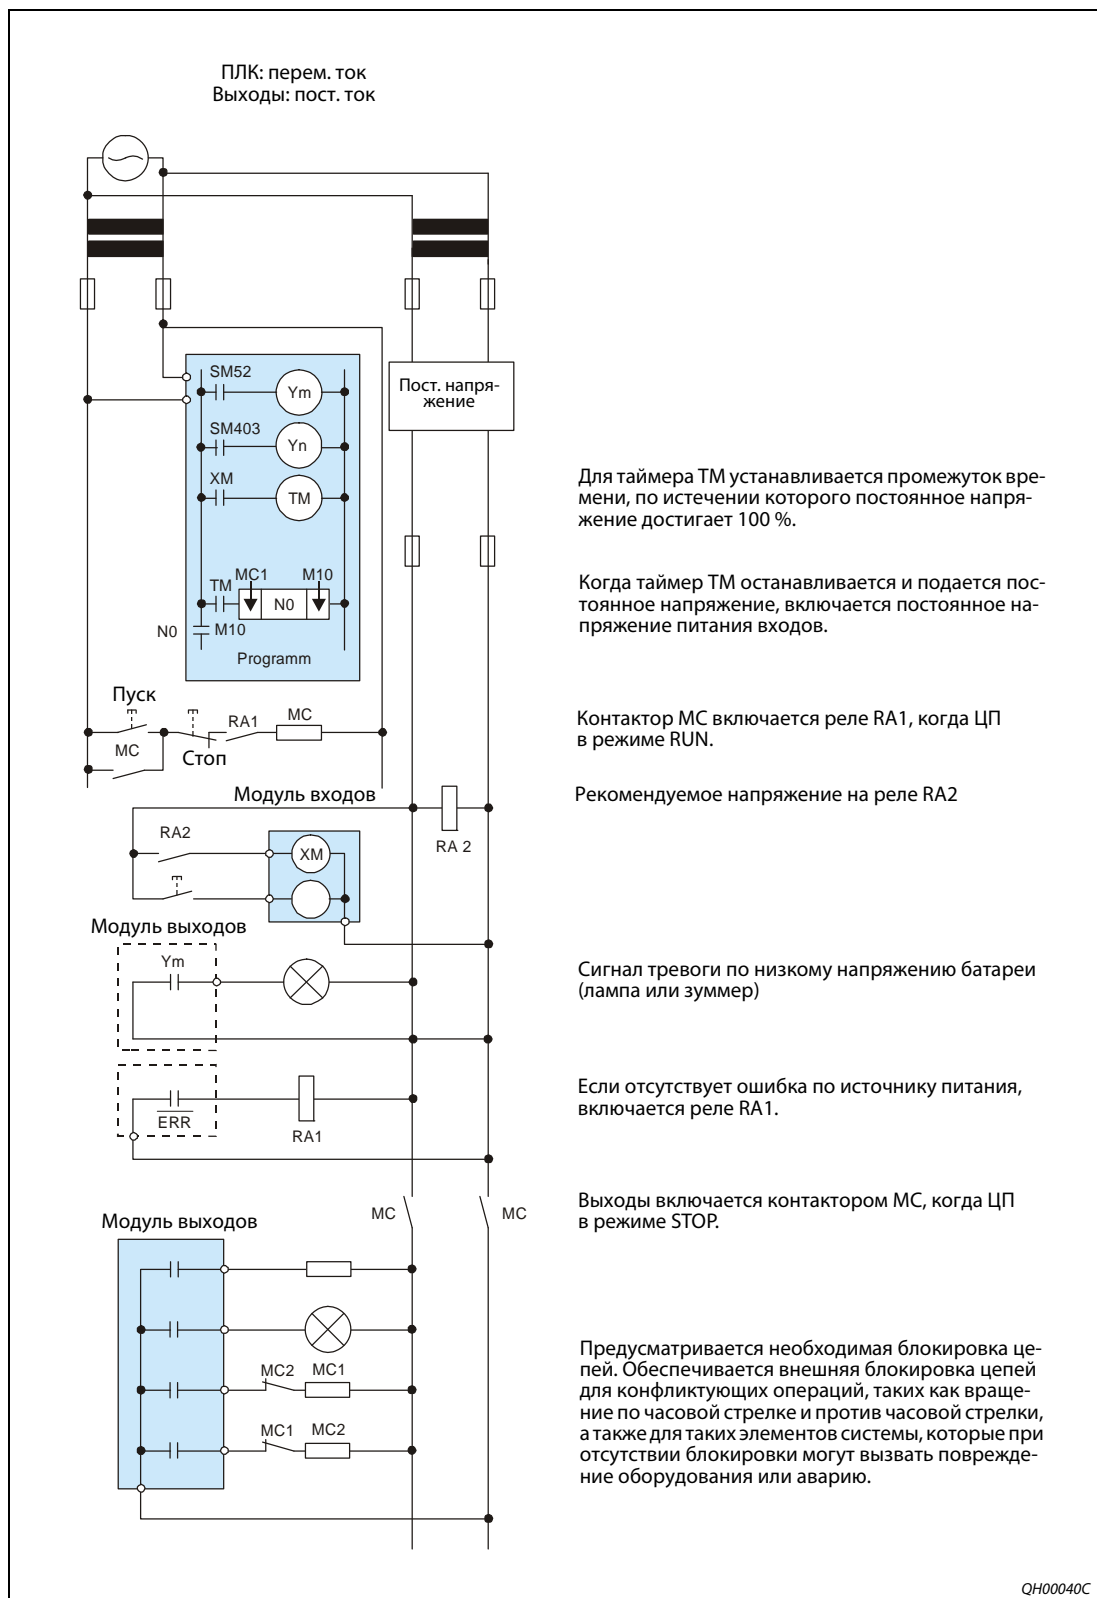 ПЛК: перем. ток
Выходы: пост. ток
SM52
Ym
Пост. напря-
жение
SM403
Yn
XM
TM
TM
MC1
M10
N0
N0
M10
Programm
Для таймера TM устанавливается промежуток вре-
мени, по истечении которого постоянное напря-
жение достигает 100 %.
Когда таймер TM останавливается и подается пос-
тоянное напряжение, включается постоянное на-
пряжение питания входов.
Пуск
RA1
MC
MC
Стоп
Контактор MC включается реле RA1, когда ЦП
в режиме RUN.
Модуль входов
Рекомендуемое напряжение на реле RA2
RA2
XM
RA 2
Модуль выходов
Ym
Сигнал тревоги по низкому напряжению батареи
(лампа или зуммер)
ERR
RA1
Если отсутствует ошибка по источнику питания,
включается реле RA1.
MC
MC
Выходы включается контактором MC, когда ЦП
в режиме STOP.
Модуль выходов
MC2
MC1
MC1
MC2
Предусматривается необходимая блокировка це-
пей. Обеспечивается внешняя блокировка цепей
для конфликтующих операций, таких как враще-
ние по часовой стрелке и против часовой стрелки,
а также для таких элементов системы, которые при
отсутствии блокировки могут вызвать поврежде-
ние оборудования или аварию.
QH00040C